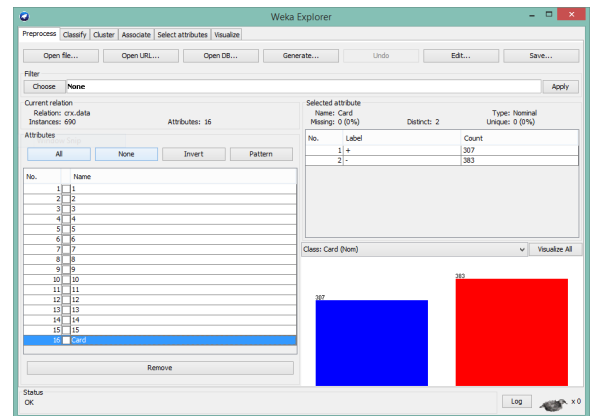 Weka Explorer
Preprocess Classify Cluster Associate Select attributes Visualize
Open file... Open URL... Open DB... Generate... Undo Edit... Save...
Filter
Choose None Apply
Current relation
Relation: crx.data
Instances: 690 Attributes: 16
Selected attribute
Name: Card Type: Nominal
Missing: 0 (0%) Distinct: 2 Unique: 0 (0%)
Attributes
All None Invert Pattern
No. Name
1 1
2 2
3 3
4 4
5 5
6 6
7 7
8 8
9 9
10 10
11 11
12 12
13 13
14 14
15 15
16 Card
Remove
No. Label Count
1 + 307
2 - 383
Class: Card (Nom) Visualize All
307
383
Status
OK
Log x 0